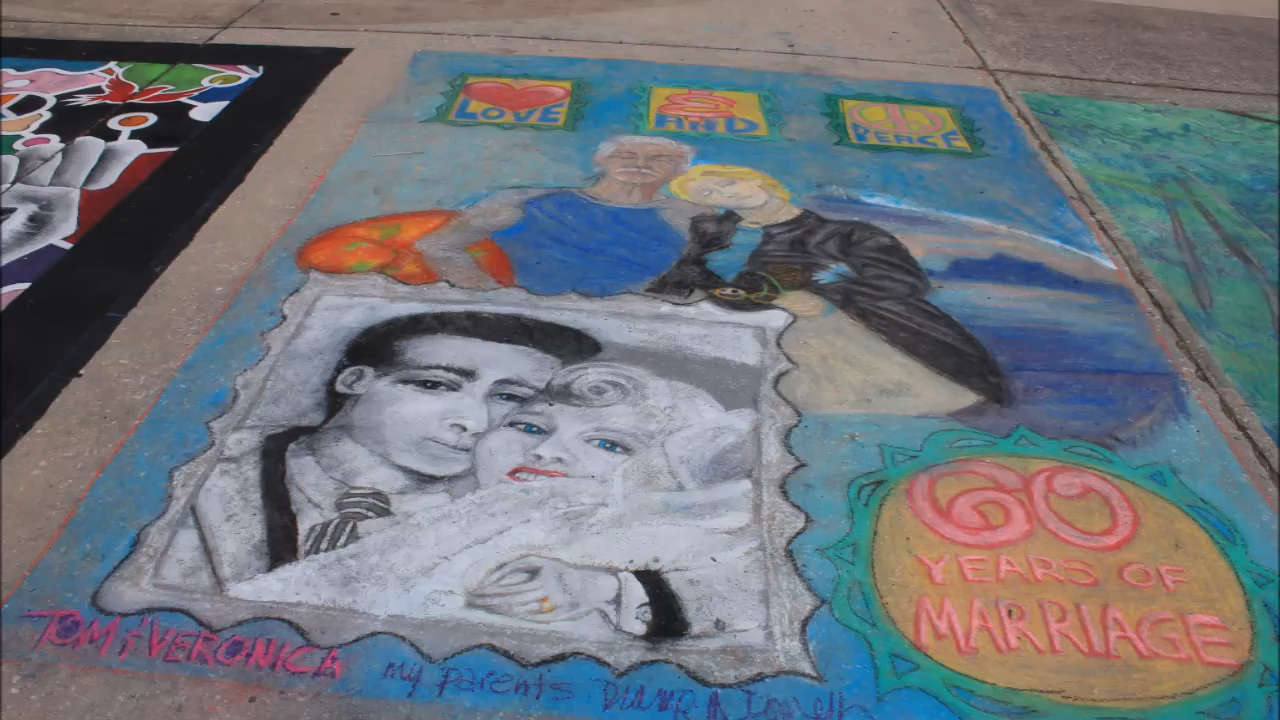 LOVE
AND
PEACE
60
YEARS OF
MARRIAGE
TOM + VERONICA
my parents